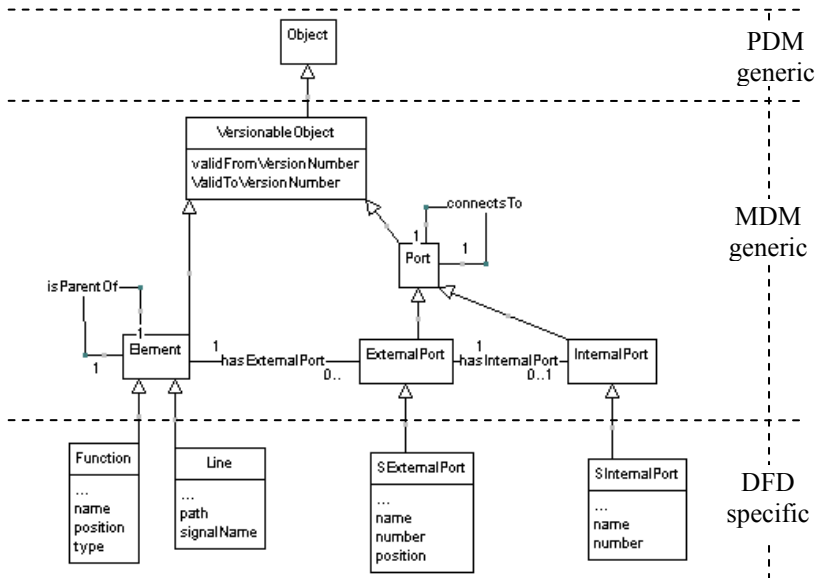 Object
PDM
generic
VersionableObject
validFromVersionNumber
ValidToVersionNumber
connectsTo
1
1
Port
MDM
generic
isParentOf
1
Element
1
1
hasExternalPort
0..
ExternalPort
1
hasInternalPort
0..1
InternalPort
Function
...
name
position
type
Line
...
path
signalName
SExternalPort
...
name
number
position
SInternalPort
...
name
number
DFD
specific